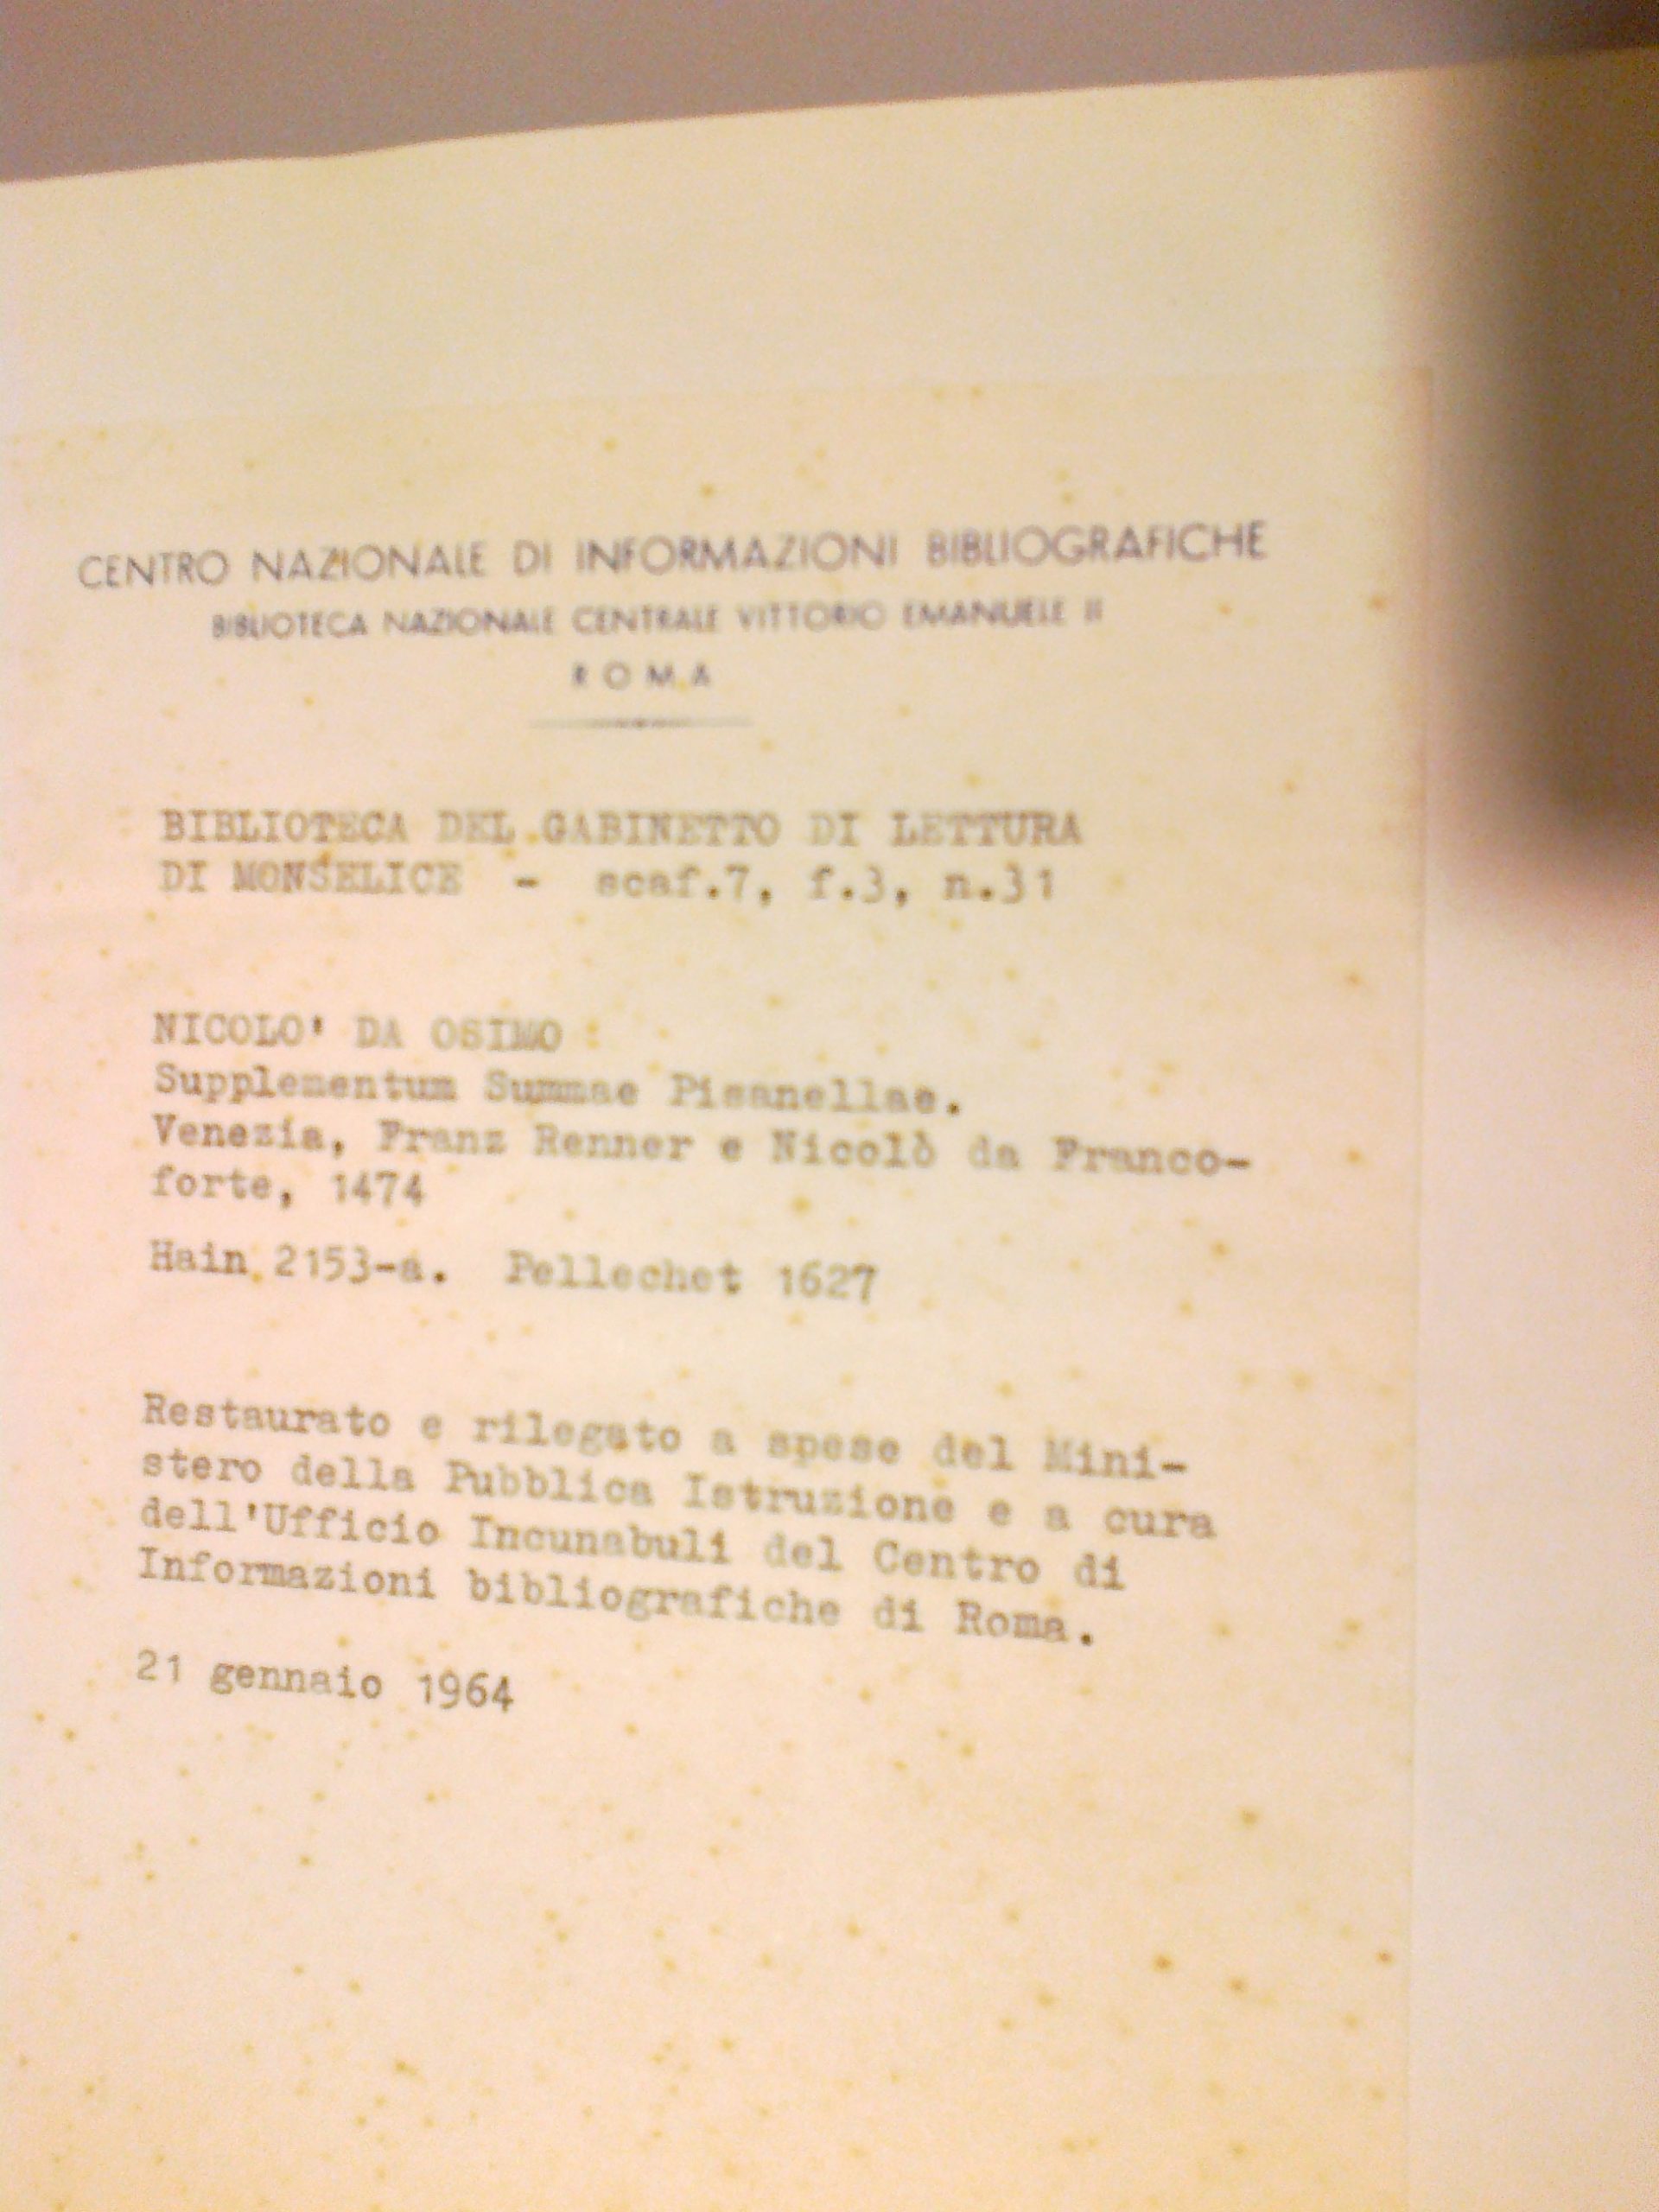 CENTRO NAZIONALE DI INFORMAZIONI BIBLIOGRAFICHE
BIBLIOTECA NAZIONALE CENTRALE VITTORIO EMANUELE II
ROMA
BIBLIOTECA DEL GABINETTO DI LETTURA
DI MONSELICE - scaf.7, f.3, n.31
NICOLO' DA OSIMO
Supplementum Summae Pisanellae.
Venezia, Franz Renner e Nicolò da Franco-
forte, 1474
Hain 2153-a. Pellechet 1627
Restaurato e rilegato a spese del Mini-
stero della Pubblica Istruzione e a cura
dell'Ufficio Incunabuli del Centro di
Informazioni bibliografiche di Roma.
21 gennaio 1964